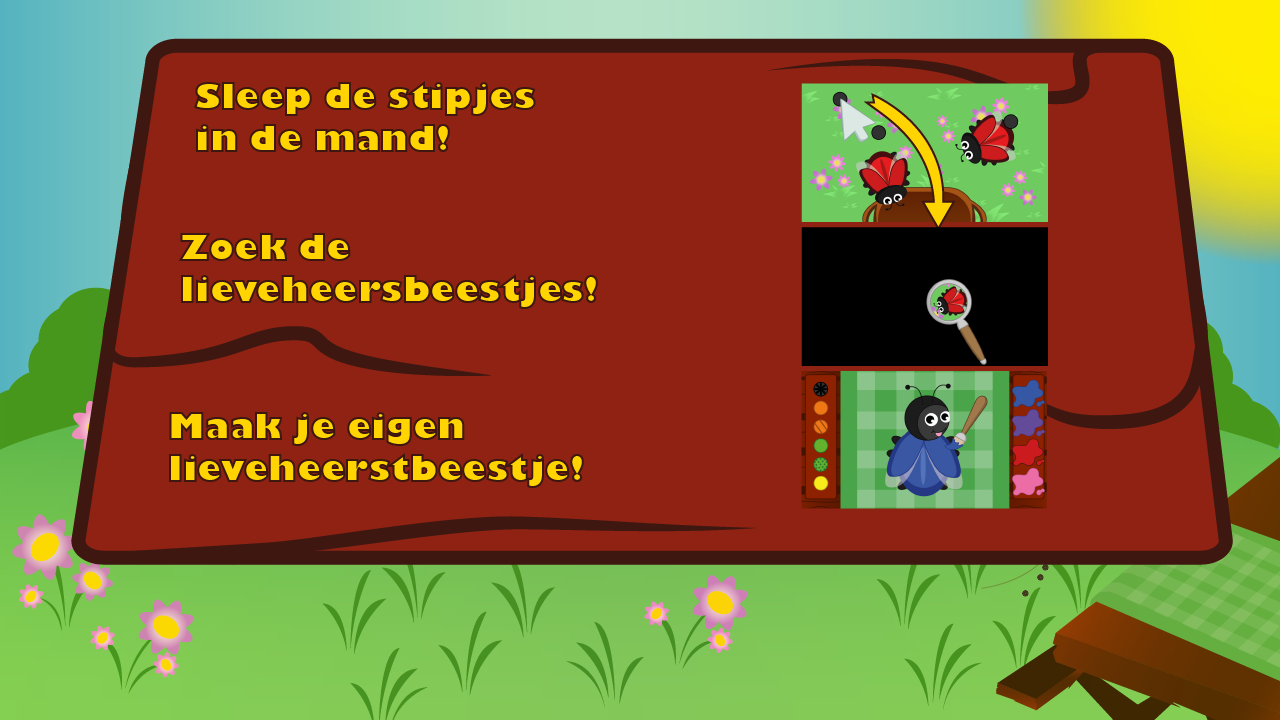 Sleep de stipjes
in de mand!
Zoek de
lieveheersbeestjes!
Maak je eigen
lieveheerstbeestje!